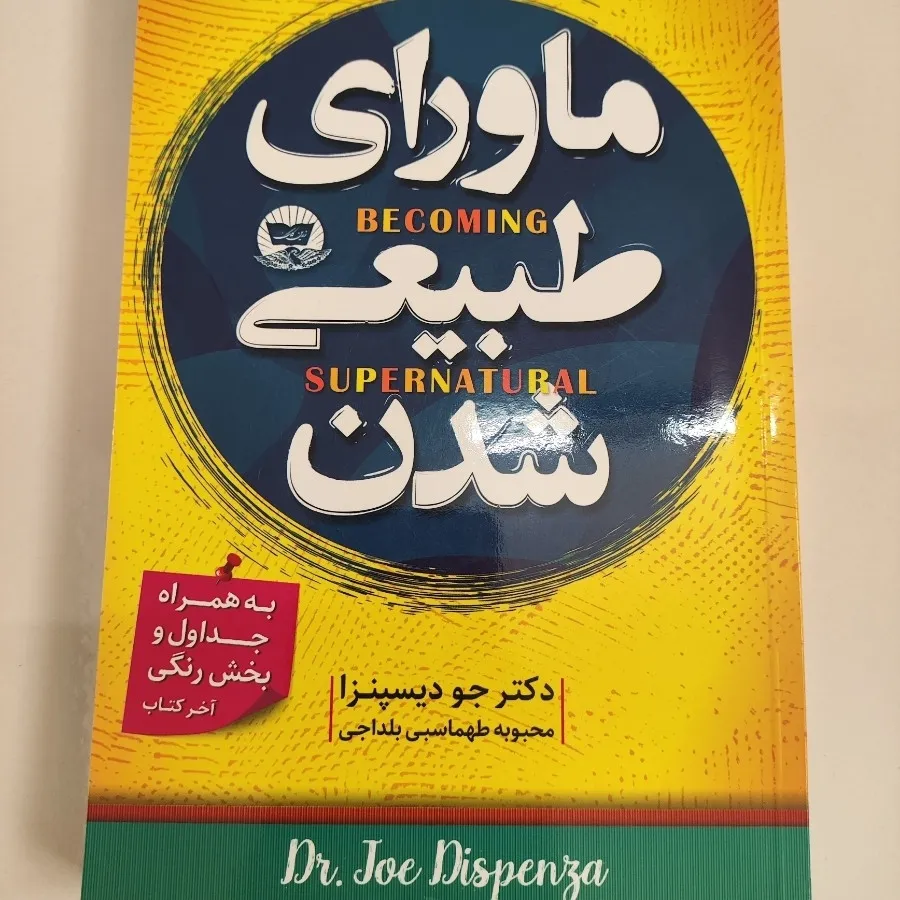 ماورای
BECOMING
طبیعی
SUPERNATURAL
شدن
به همراه
جداول و
بخش رنگی
آخر کتاب
دکتر جو دیسپنزا
محبوبه طهماسبی بلداجی
Dr. Joe Dispenza